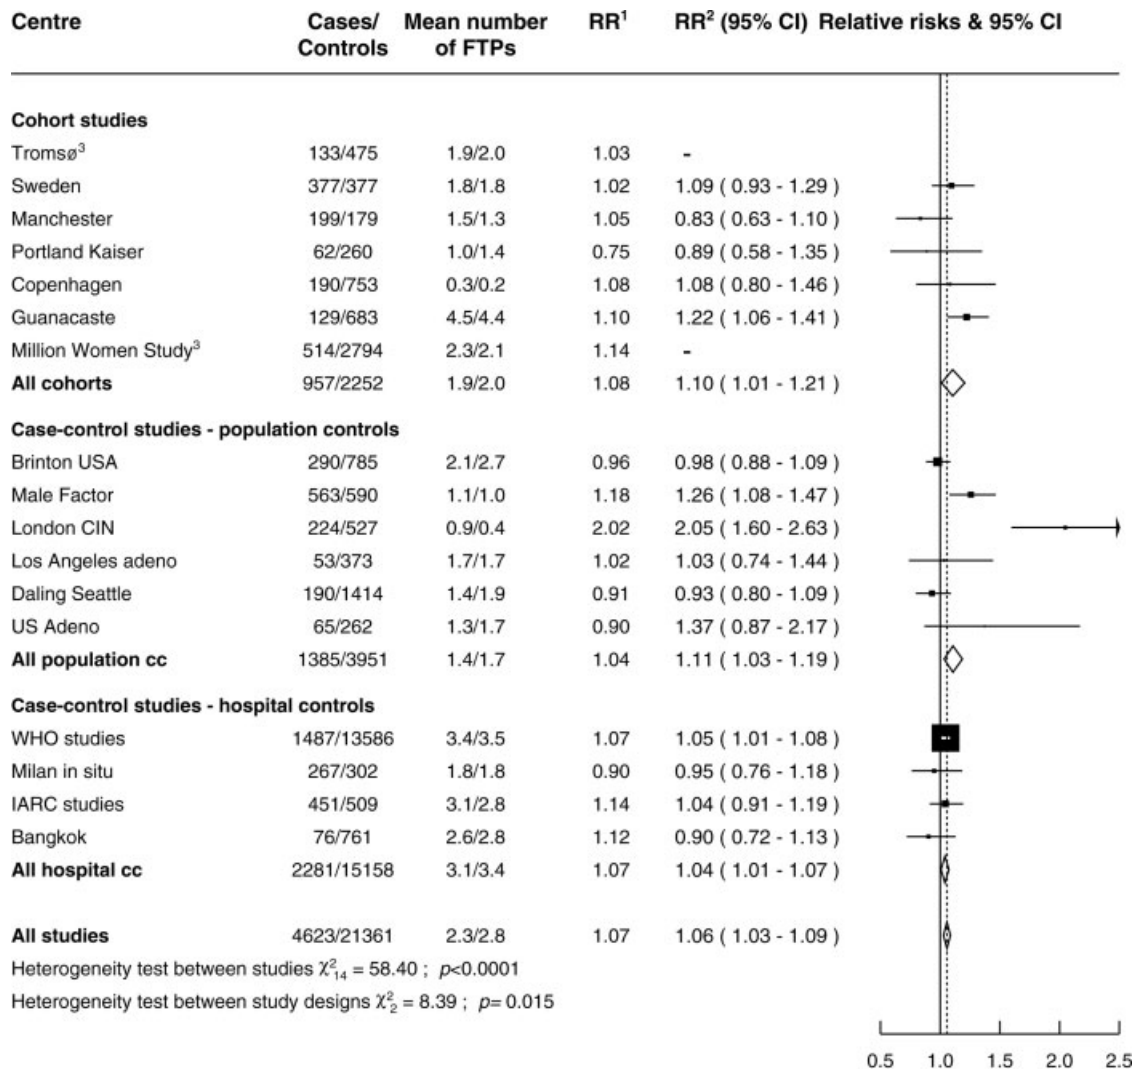 Centre Cases/ Mean number RR¹ RR² (95% CI) Relative risks & 95% CI
Controls of FTPs
Cohort studies
Tromsø³ 133/475 1.9/2.0 1.03 -
Sweden 377/377 1.8/1.8 1.02 1.09 ( 0.93 - 1.29 )
Manchester 199/179 1.5/1.3 1.05 0.83 ( 0.63 - 1.10 )
Portland Kaiser 62/260 1.0/1.4 0.75 0.89 ( 0.58 - 1.35 )
Copenhagen 190/753 0.3/0.2 1.08 1.08 ( 0.80 - 1.46 )
Guanacaste 129/683 4.5/4.4 1.10 1.22 ( 1.06 - 1.41 )
Million Women Study³ 514/2794 2.3/2.1 1.14 -
All cohorts 957/2252 1.9/2.0 1.08 1.10 ( 1.01 - 1.21 )
Case-control studies - population controls
Brinton USA 290/785 2.1/2.7 0.96 0.98 ( 0.88 - 1.09 )
Male Factor 563/590 1.1/1.0 1.18 1.26 ( 1.08 - 1.47 )
London CIN 224/527 0.9/0.4 2.02 2.05 ( 1.60 - 2.63 )
Los Angeles adeno 53/373 1.7/1.7 1.02 1.03 ( 0.74 - 1.44 )
Daling Seattle 190/1414 1.4/1.9 0.91 0.93 ( 0.80 - 1.09 )
US Adeno 65/262 1.3/1.7 0.90 1.37 ( 0.87 - 2.17 )
All population cc 1385/3951 1.4/1.7 1.04 1.11 ( 1.03 - 1.19 )
Case-control studies - hospital controls
WHO studies 1487/13586 3.4/3.5 1.07 1.05 ( 1.01 - 1.08 )
Milan in situ 267/302 1.8/1.8 0.90 0.95 ( 0.76 - 1.18 )
IARC studies 451/509 3.1/2.8 1.14 1.04 ( 0.91 - 1.19 )
Bangkok 76/761 2.6/2.8 1.12 0.90 ( 0.72 - 1.13 )
All hospital cc 2281/15158 3.1/3.4 1.07 1.04 ( 1.01 - 1.07 )
All studies 4623/21361 2.3/2.8 1.07 1.06 ( 1.03 - 1.09 )
Heterogeneity test between studies χ²₁₄ = 58.40 ; p<0.0001
Heterogeneity test between study designs χ²₂ = 8.39 ; p= 0.015
0.5 1.0 1.5 2.0 2.5